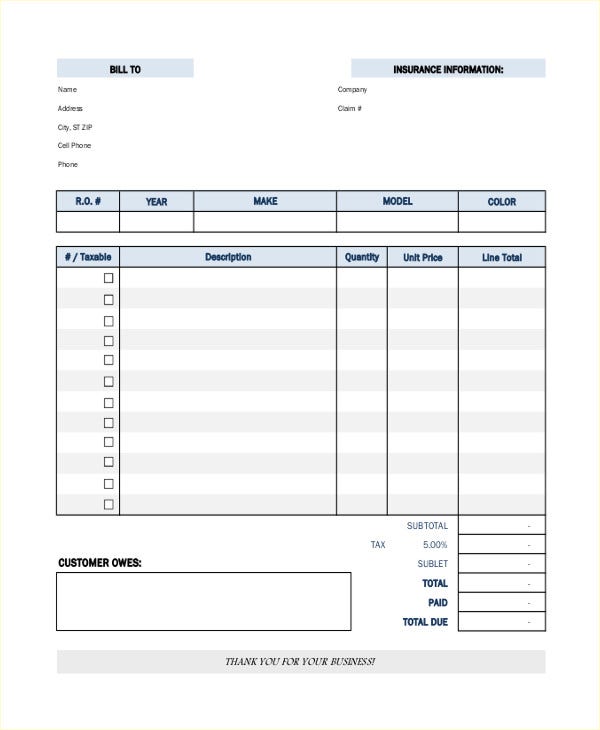 BILL TO
INSURANCE INFORMATION:
Name
Company
Address
Claim #
City, ST ZIP
Cell Phone
Phone
R.O. # YEAR MAKE MODEL COLOR
# / Taxable Description Quantity Unit Price Line Total
SUBTOTAL -
TAX 5.00% -
CUSTOMER OWES:
SUBLET -
TOTAL -
PAID -
TOTAL DUE -
THANK YOU FOR YOUR BUSINESS!